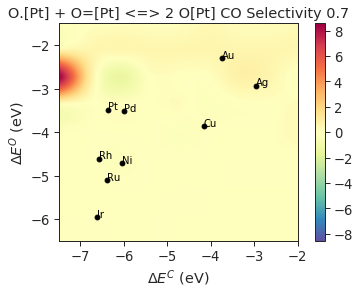 O.[Pt] + O=[Pt] <=> 2 O[Pt] CO Selectivity 0.7
−2
−3
−4
−5
−6
ΔE^O (eV)
Au
Ag
Pt
Pd
Cu
Rh
Ni
Ru
Ir
−7
−6
−5
−4
−3
−2
ΔE^C (eV)
8
6
4
2
0
−2
−4
−6
−8